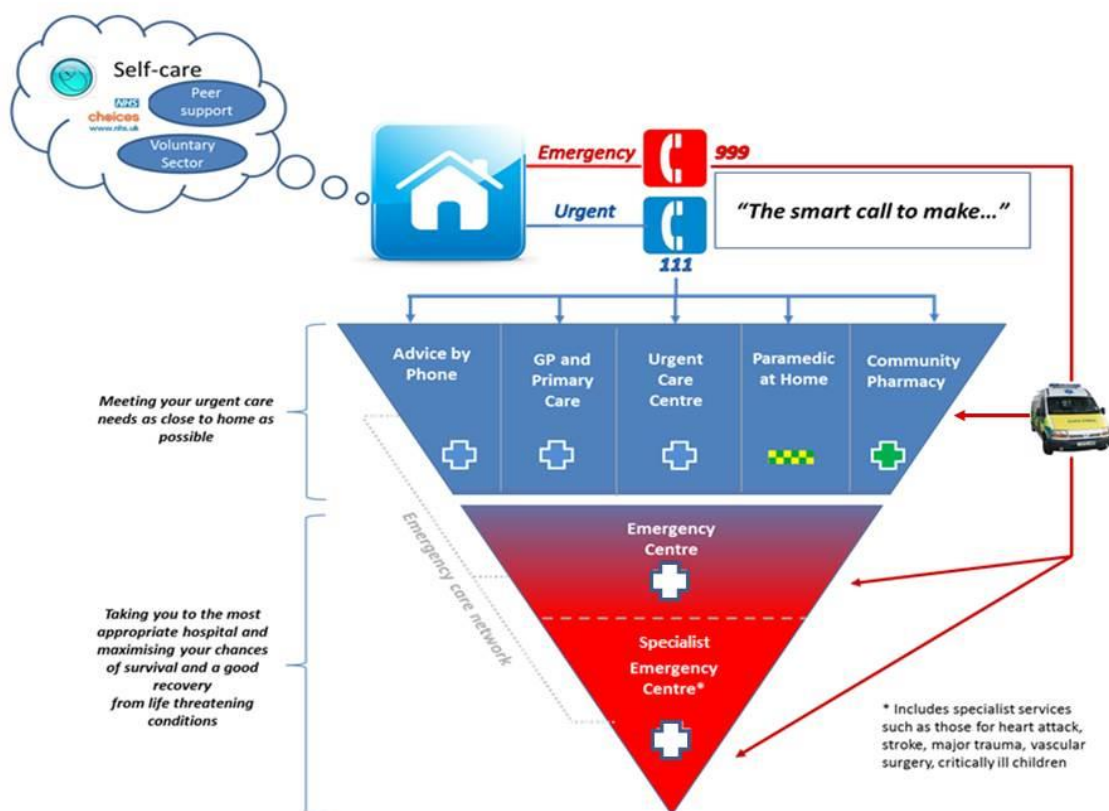 Self-care
Peer
support
NHS
choices
www.nhs.uk
Voluntary
Sector
Emergency
999
Urgent
111
“The smart call to make...”
Meeting your urgent care
needs as close to home as
possible
Advice by
Phone
GP and
Primary
Care
Urgent
Care
Centre
Paramedic
at Home
Community
Pharmacy
Emergency care network
Taking you to the most
appropriate hospital and
maximising your chances
of survival and a good
recovery
from life threatening
conditions
Emergency
Centre
Specialist
Emergency
Centre*
* Includes specialist services
such as those for heart attack,
stroke, major trauma, vascular
surgery, critically ill children